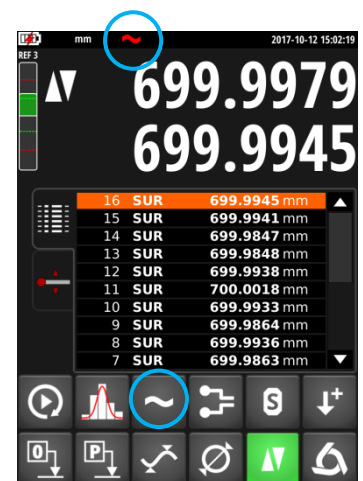 mm 2017-10-12 15:02:19
REF 3
699.9979
699.9945
16 SUR 699.9945 mm
15 SUR 699.9941 mm
14 SUR 699.9847 mm
13 SUR 699.9848 mm
12 SUR 699.9938 mm
11 SUR 700.0018 mm
10 SUR 699.9933 mm
9 SUR 699.9864 mm
8 SUR 699.9936 mm
7 SUR 699.9863 mm
S
0 P